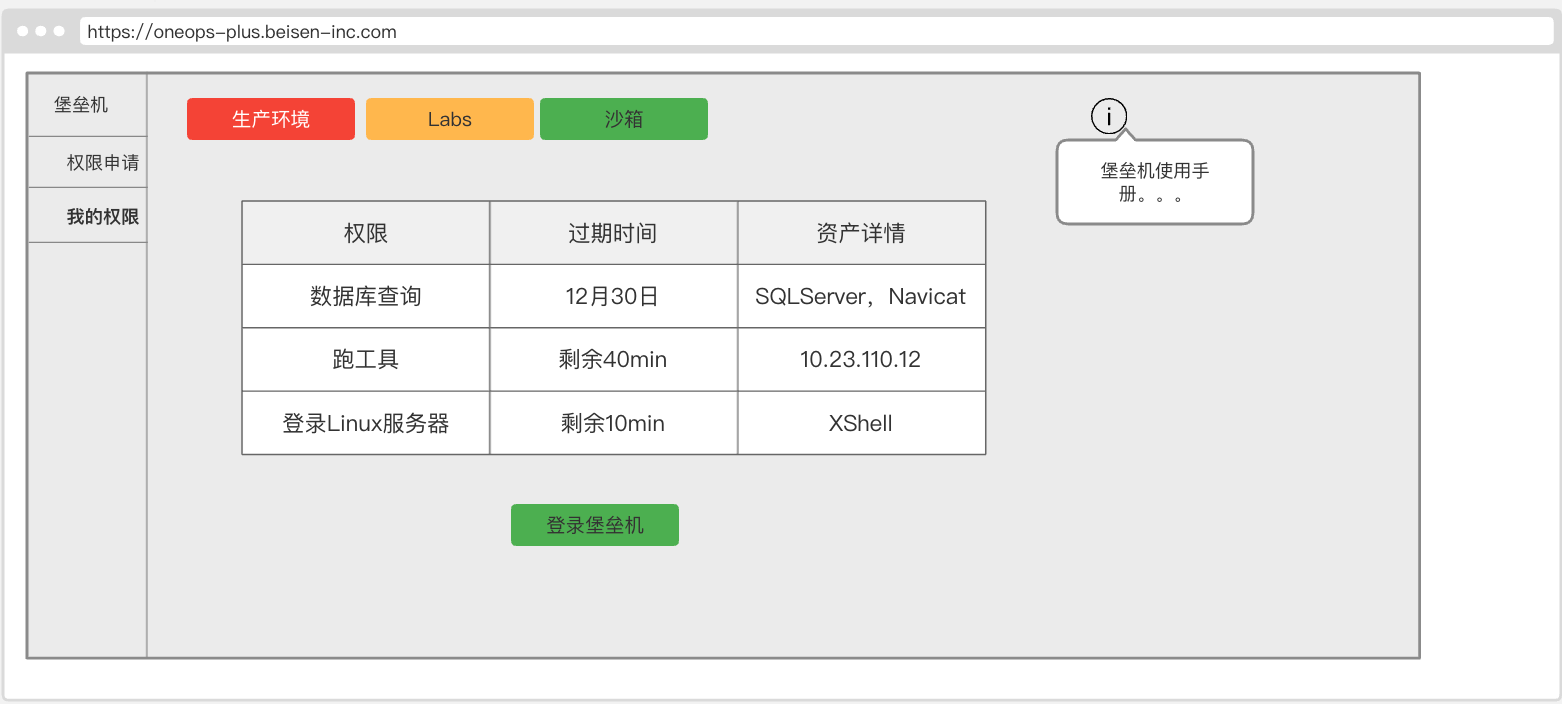 https://oneops-plus.beisen-inc.com
堡垒机
权限申请
我的权限
生产环境
Labs
沙箱
i
堡垒机使用手
册。。。
权限
过期时间
资产详情
数据库查询
12月30日
SQLServer，Navicat
跑工具
剩余40min
10.23.110.12
登录Linux服务器
剩余10min
XShell
登录堡垒机